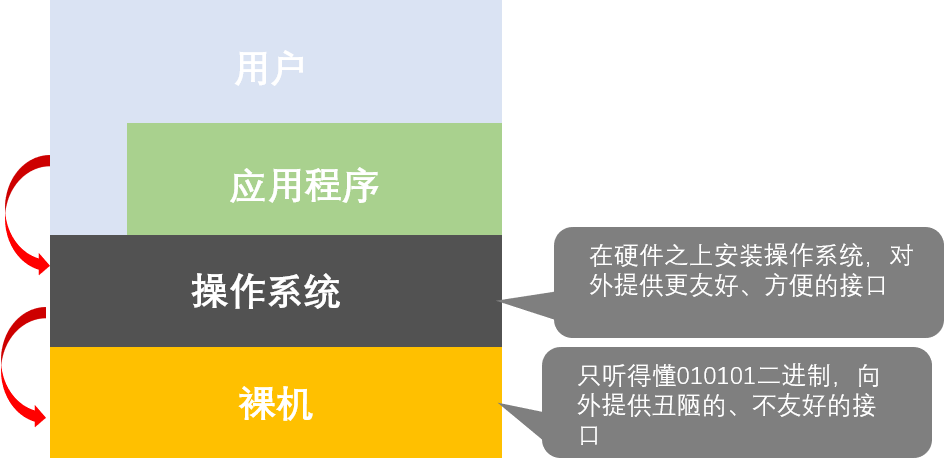 用户
应用程序
操作系统
在硬件之上安装操作系统，对
外提供更友好、方便的接口
裸机
只听得懂010101二进制，向
外提供丑陋的、不友好的接
口